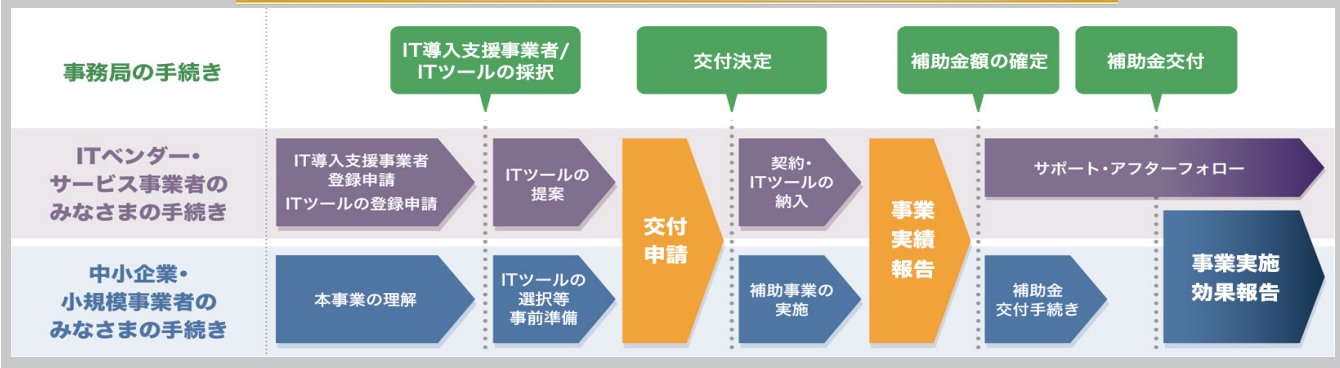 事務局の手続き
IT導入支援事業者/
ITツールの採択
交付決定
補助金額の確定
補助金交付
ITベンダー・
サービス事業者の
みなさまの手続き
IT導入支援事業者
登録申請
ITツールの登録申請
ITツールの
提案
交付
申請
契約・
ITツールの
納入
事業
実績
報告
サポート・アフターフォロー
中小企業・
小規模事業者の
みなさまの手続き
本事業の理解
ITツールの
選択等
事前準備
補助事業の
実施
補助金
交付手続き
事業実施
効果報告